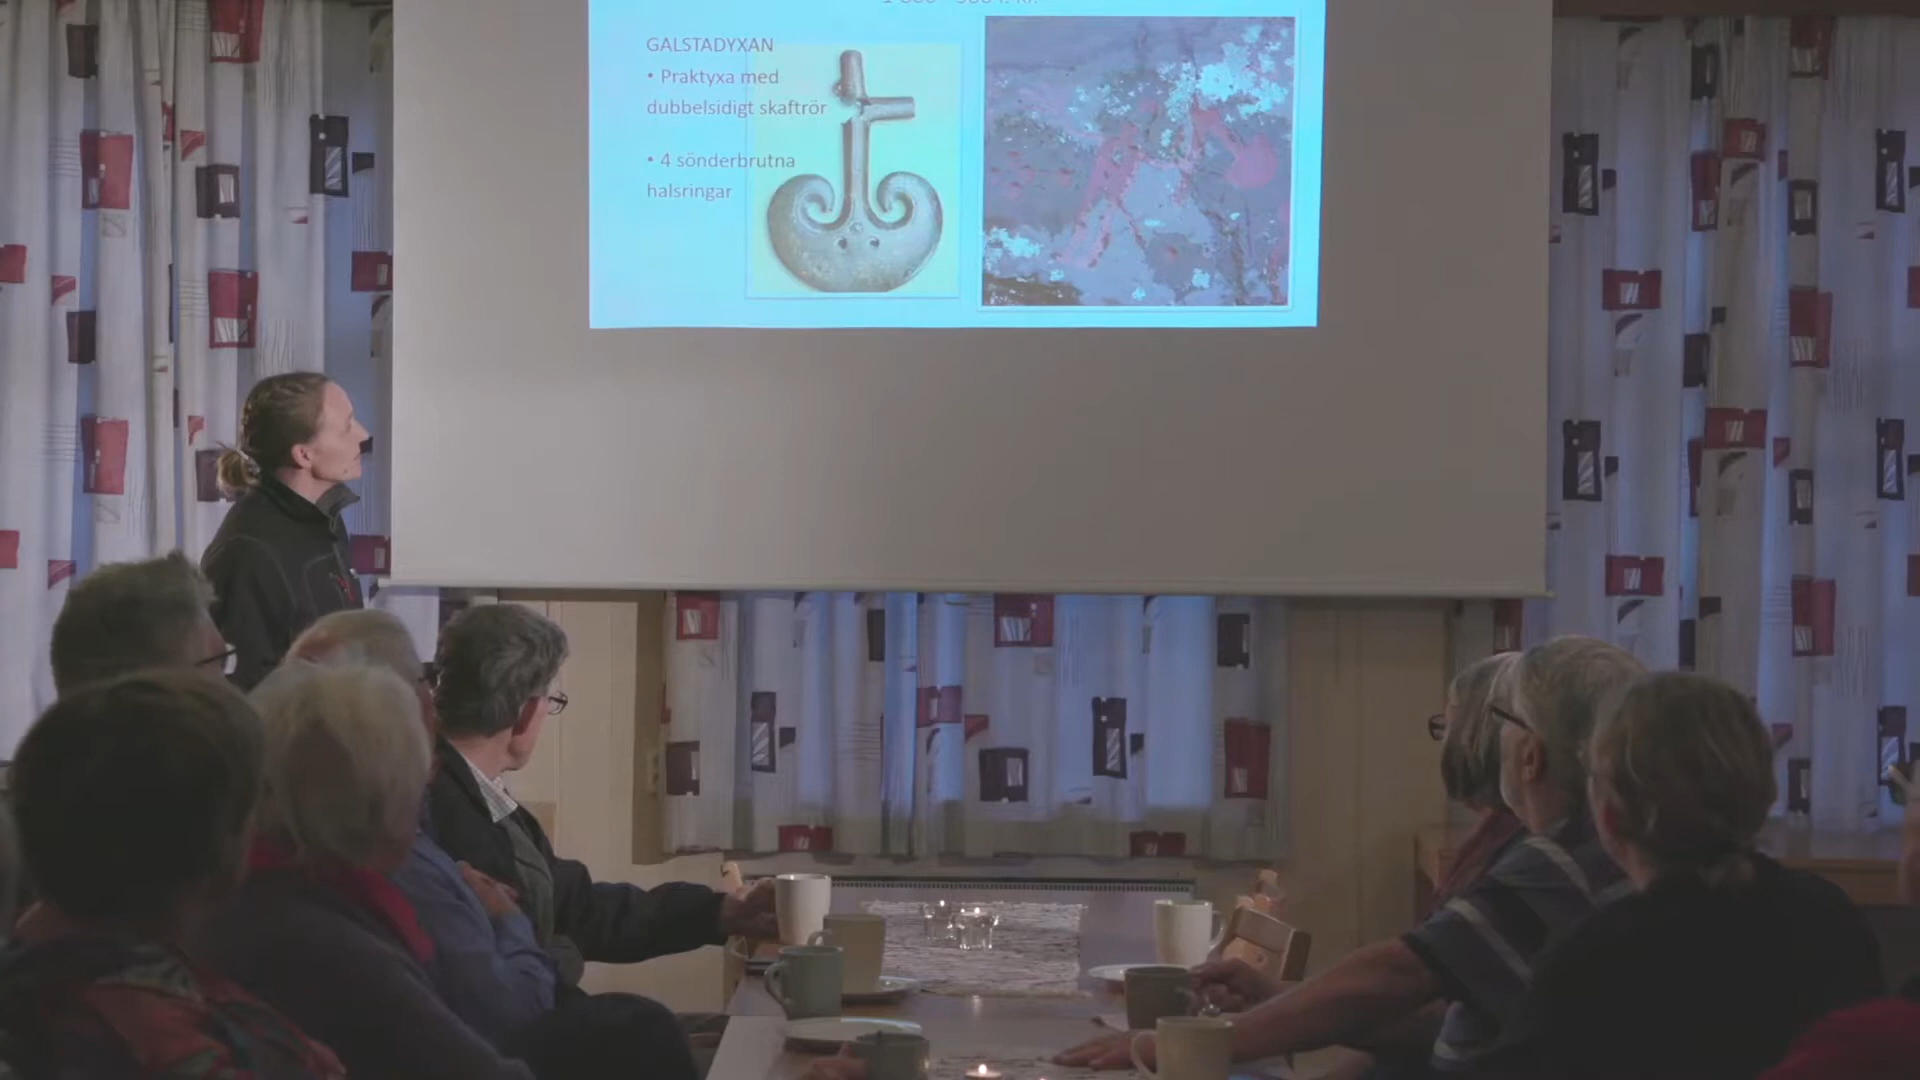 GALSTADYXAN
• Praktyxa med
dubbelsidigt skaftrör
• 4 sönderbrutna
halsringar